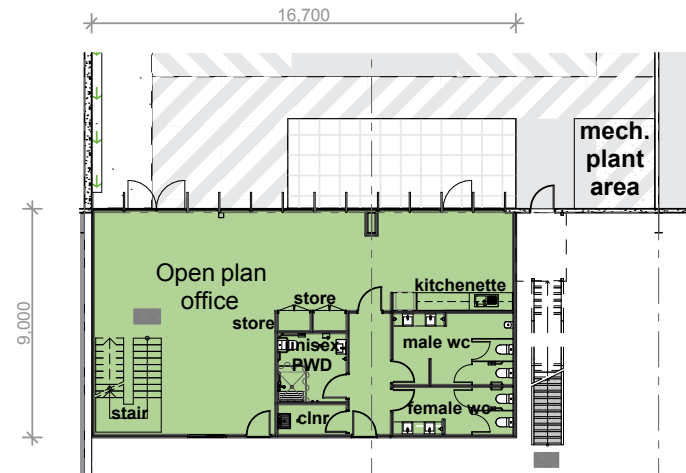 16,700
mech.
plant
area
9,000
Open plan
office
kitchenette
store
store
male wc
unisex
PWD
female wc
stair
clnr